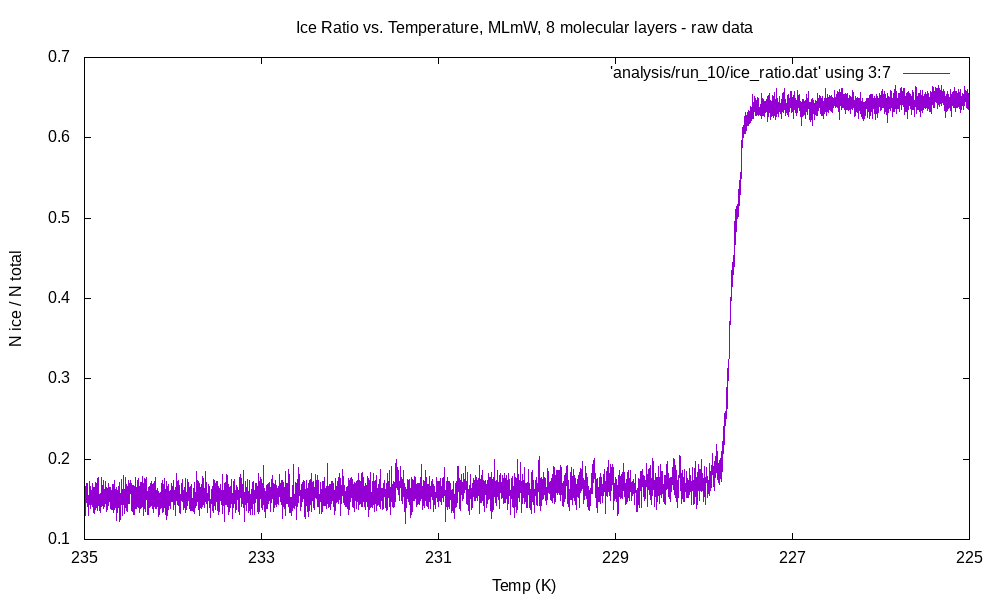 Ice Ratio vs. Temperature, MLmW, 8 molecular layers - raw data
'analysis/run_10/ice_ratio.dat' using 3:7
N ice / N total
0.7
0.6
0.5
0.4
0.3
0.2
0.1
235 233 231 229 227 225
Temp (K)